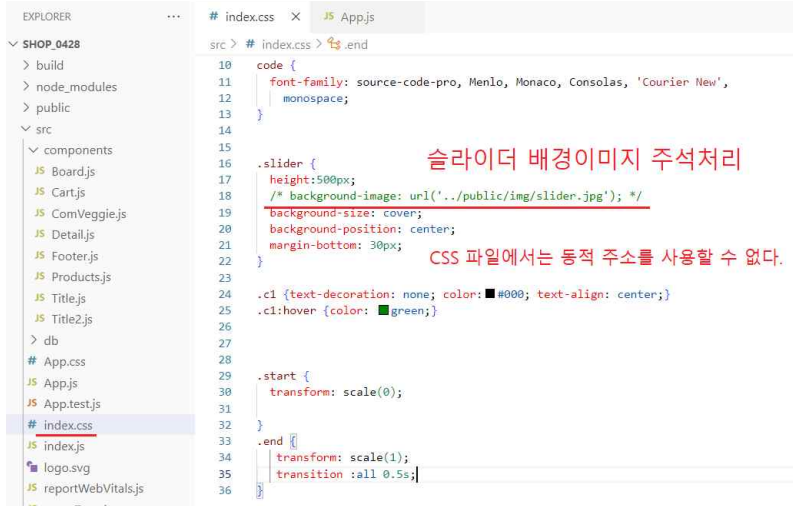 EXPLORER ···
SHOP_0428
build
node_modules
public
src
components
JS Board.js
JS Cart.js
JS ComVeggie.js
JS Detail.js
JS Footer.js
JS Products.js
JS Title.js
JS Title2.js
db
# App.css
JS App.js
JS App.test.js
# index.css
JS index.js
logo.svg
JS reportWebVitals.js
# index.css × JS App.js
src > # index.css > .end
10 code {
11 font-family: source-code-pro, Menlo, Monaco, Consolas, 'Courier New',
12 monospace;
13 }
14
15
16 .slider {
17 height:500px;
18 /* background-image: url('../public/img/slider.jpg'); */
19 background-size: cover;
20 background-position: center;
21 margin-bottom: 30px;
22 }
23
24 .c1 {text-decoration: none; color: #000; text-align: center;}
25 .c1:hover {color: green;}
26
27
28
29 .start {
30 transform: scale(0);
31
32 }
33 .end {
34 transform: scale(1);
35 transition :all 0.5s;
36 }
슬라이더 배경이미지 주석처리
CSS 파일에서는 동적 주소를 사용할 수 없다.